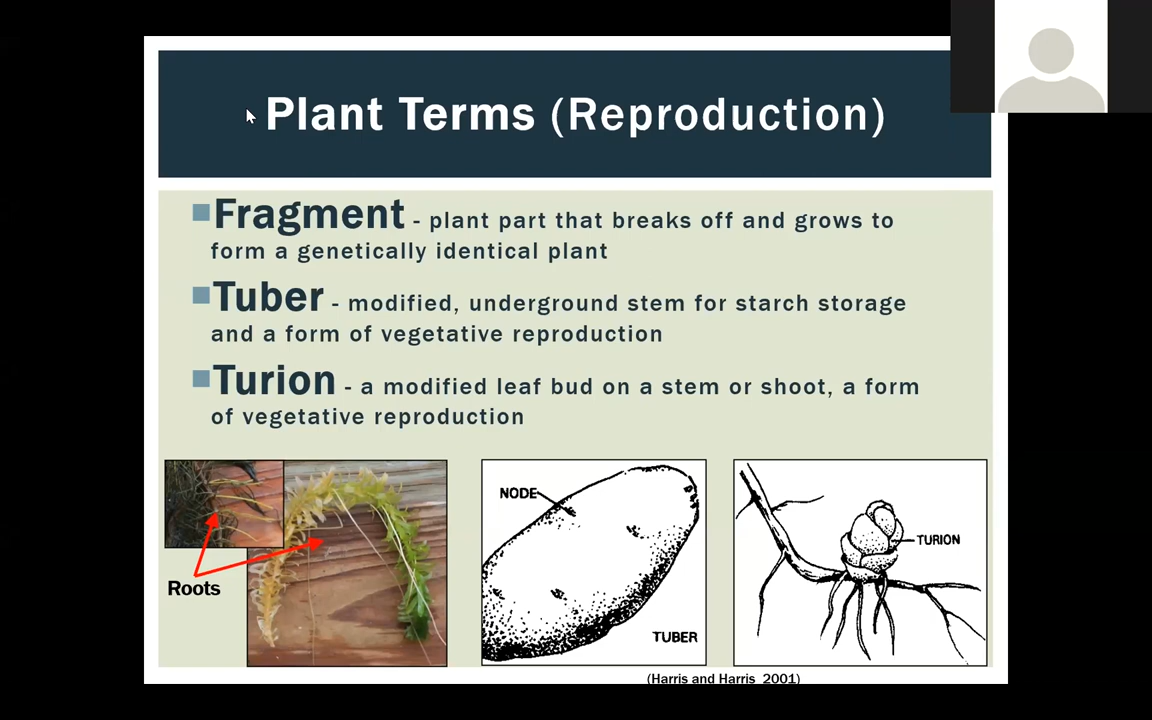 Plant Terms (Reproduction)
Fragment - plant part that breaks off and grows to
form a genetically identical plant
Tuber - modified, underground stem for starch storage
and a form of vegetative reproduction
Turion - a modified leaf bud on a stem or shoot, a form
of vegetative reproduction
Roots
NODE
TUBER
TURION
(Harris and Harris 2001)